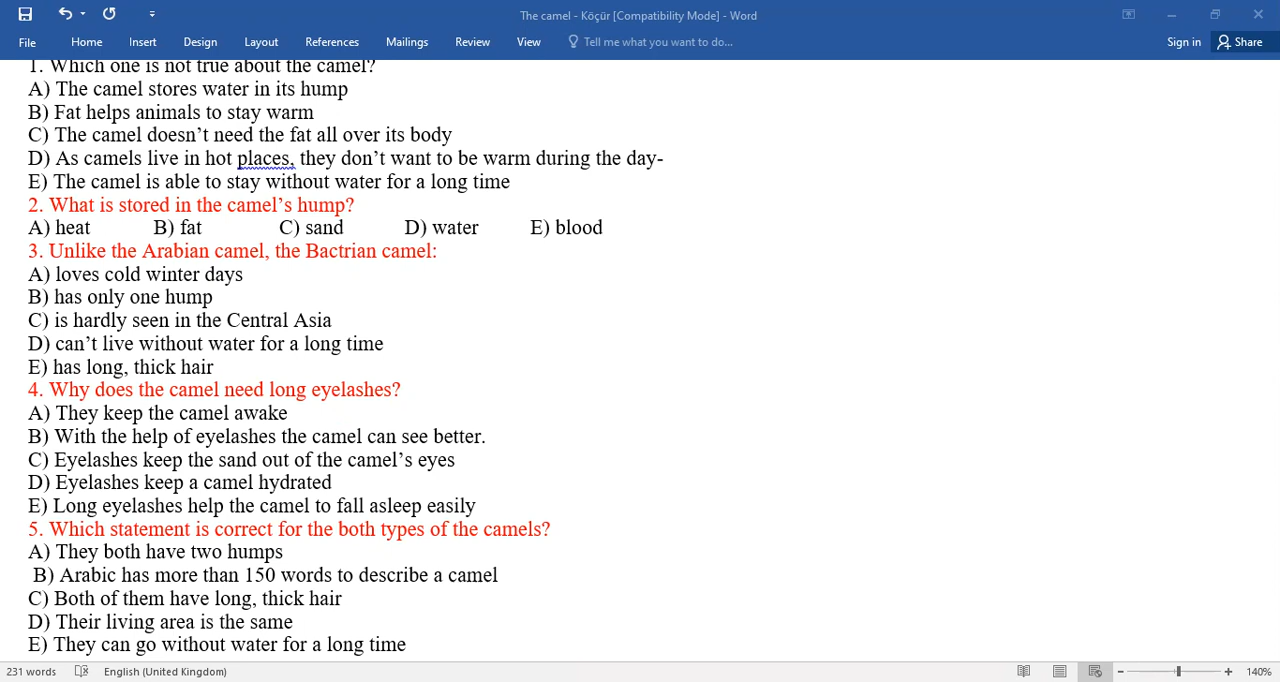 The camel - Köçür [Compatibility Mode] - Word
File Home Insert Design Layout References Mailings Review View Tell me what you want to do... Sign in Share
1. Which one is not true about the camel?
A) The camel stores water in its hump
B) Fat helps animals to stay warm
C) The camel doesn’t need the fat all over its body
D) As camels live in hot places, they don’t want to be warm during the day-
E) The camel is able to stay without water for a long time
2. What is stored in the camel’s hump?
A) heat B) fat C) sand D) water E) blood
3. Unlike the Arabian camel, the Bactrian camel:
A) loves cold winter days
B) has only one hump
C) is hardly seen in the Central Asia
D) can’t live without water for a long time
E) has long, thick hair
4. Why does the camel need long eyelashes?
A) They keep the camel awake
B) With the help of eyelashes the camel can see better.
C) Eyelashes keep the sand out of the camel’s eyes
D) Eyelashes keep a camel hydrated
E) Long eyelashes help the camel to fall asleep easily
5. Which statement is correct for the both types of the camels?
A) They both have two humps
B) Arabic has more than 150 words to describe a camel
C) Both of them have long, thick hair
D) Their living area is the same
E) They can go without water for a long time
231 words English (United Kingdom) 140%